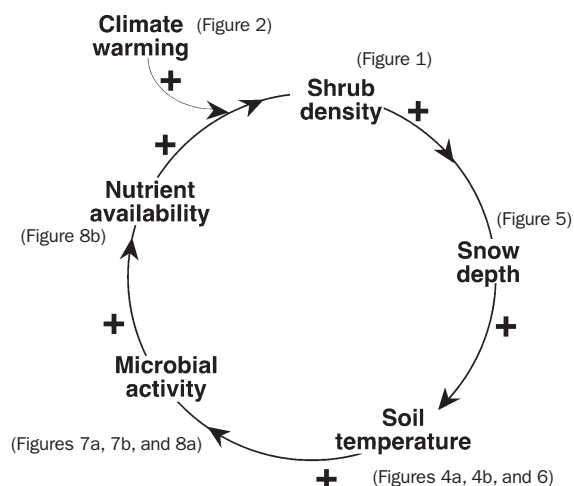 Climate
warming
(Figure 2)
+
(Figure 1)
Shrub
density
+
+
Nutrient
availability
(Figure 8b)
(Figure 5)
Snow
depth
+
+
Microbial
activity
(Figures 7a, 7b, and 8a)
Soil
temperature
+
(Figures 4a, 4b, and 6)